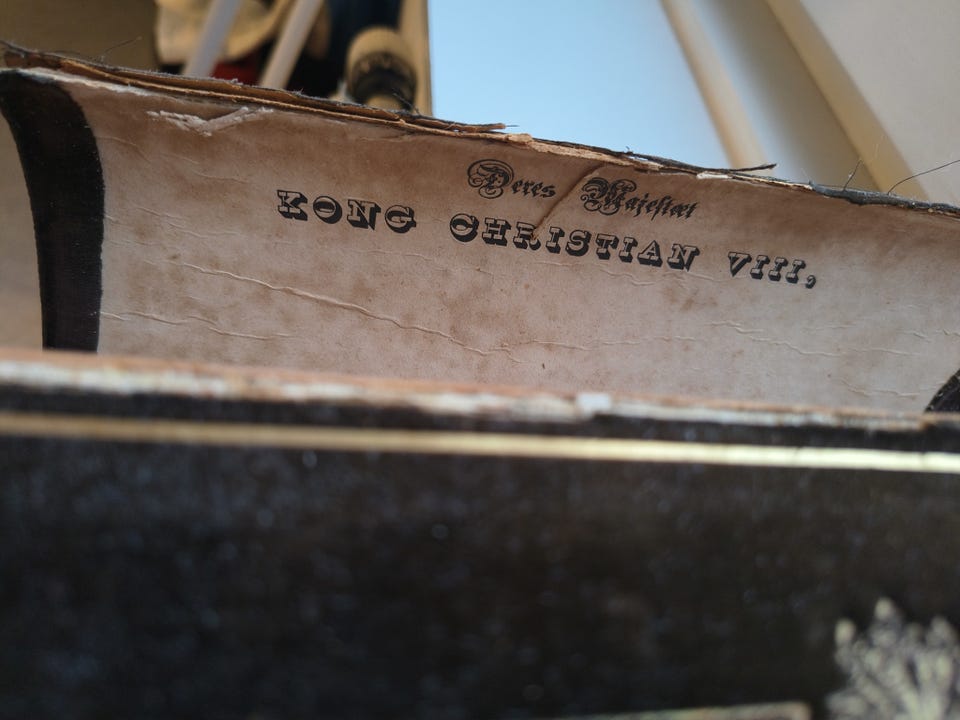 Deres Majestæt
KONG CHRISTIAN VIII,